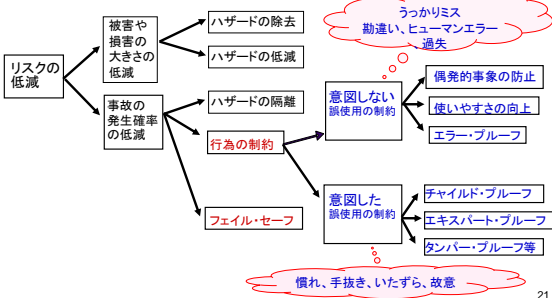 リスクの
低減
被害や
損害の
大きさの
低減
事故の
発生確率
の低減
ハザードの除去
ハザードの低減
ハザードの隔離
行為の制約
フェイル・セーフ
うっかりミス
勘違い、ヒューマンエラー
、過失
意図しない
誤使用の制約
偶発的事象の防止
使いやすさの向上
エラー・プルーフ
意図した
誤使用の制約
チャイルド・プルーフ
エキスパート・プルーフ
タンパー・プルーフ等
慣れ、手抜き、いたずら、故意
21